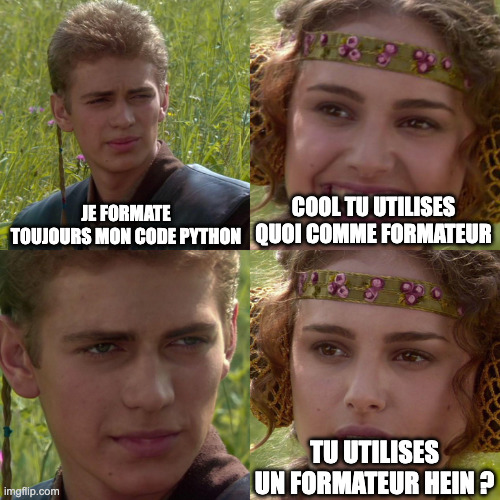 JE FORMATE
TOUJOURS MON CODE PYTHON
COOL TU UTILISES
QUOI COMME FORMATEUR
TU UTILISES
UN FORMATEUR HEIN ?
imgflip.com